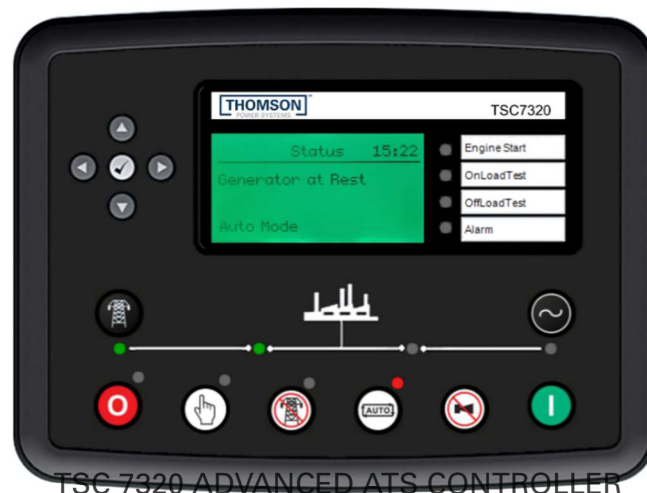 THOMSON
POWER SYSTEMS
TSC7320
Status 15:22
Generator at Rest
Auto Mode
Engine Start
OnLoadTest
OffLoadTest
Alarm
O
AUTO
I
TSC 7320 ADVANCED ATS CONTROLLER